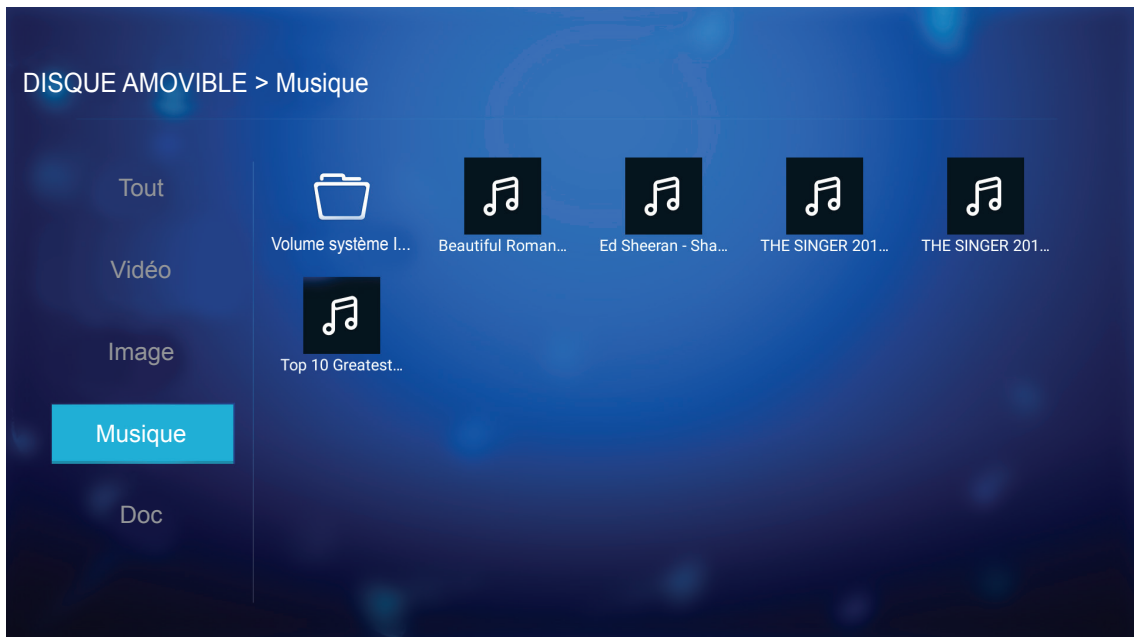 DISQUE AMOVIBLE > Musique
Tout
Vidéo
Image
Musique
Doc
Volume système I...
Beautiful Roman...
Ed Sheeran - Sha...
THE SINGER 201...
THE SINGER 201...
Top 10 Greatest...